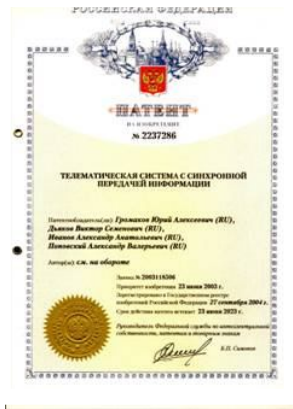 РОССИЙСКАЯ ФЕДЕРАЦИЯ
ПАТЕНТ
НА ИЗОБРЕТЕНИЕ
№ 2237286
ТЕЛЕМАТИЧЕСКАЯ СИСТЕМА С СИНХРОННОЙ
ПЕРЕДАЧЕЙ ИНФОРМАЦИИ
Патентообладатель(ли): Громаков Юрий Алексеевич (RU),
Дьяков Виктор Семенович (RU),
Иванов Александр Анатольевич (RU),
Поповский Александр Валерьевич (RU)
Автор(ы): см. на обороте
Заявка № 2003118506
Приоритет изобретения 23 июня 2003 г.
Зарегистрировано в Государственном реестре
изобретений Российской Федерации 27 сентября 2004 г.
Срок действия патента истекает 23 июня 2023 г.
Руководитель Федеральной службы по интеллектуальной
собственности, патентам и товарным знакам
Б.П. Симонов